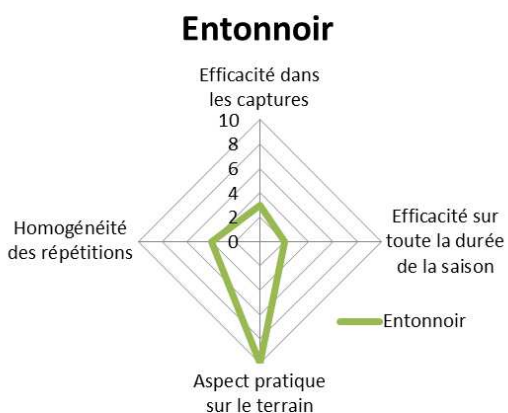 Entonnoir
Efficacité dans
les captures
10
8
6
4
2
0
Homogénéité
des répétitions
Efficacité sur
toute la durée
de la saison
Entonnoir
Aspect pratique
sur le terrain